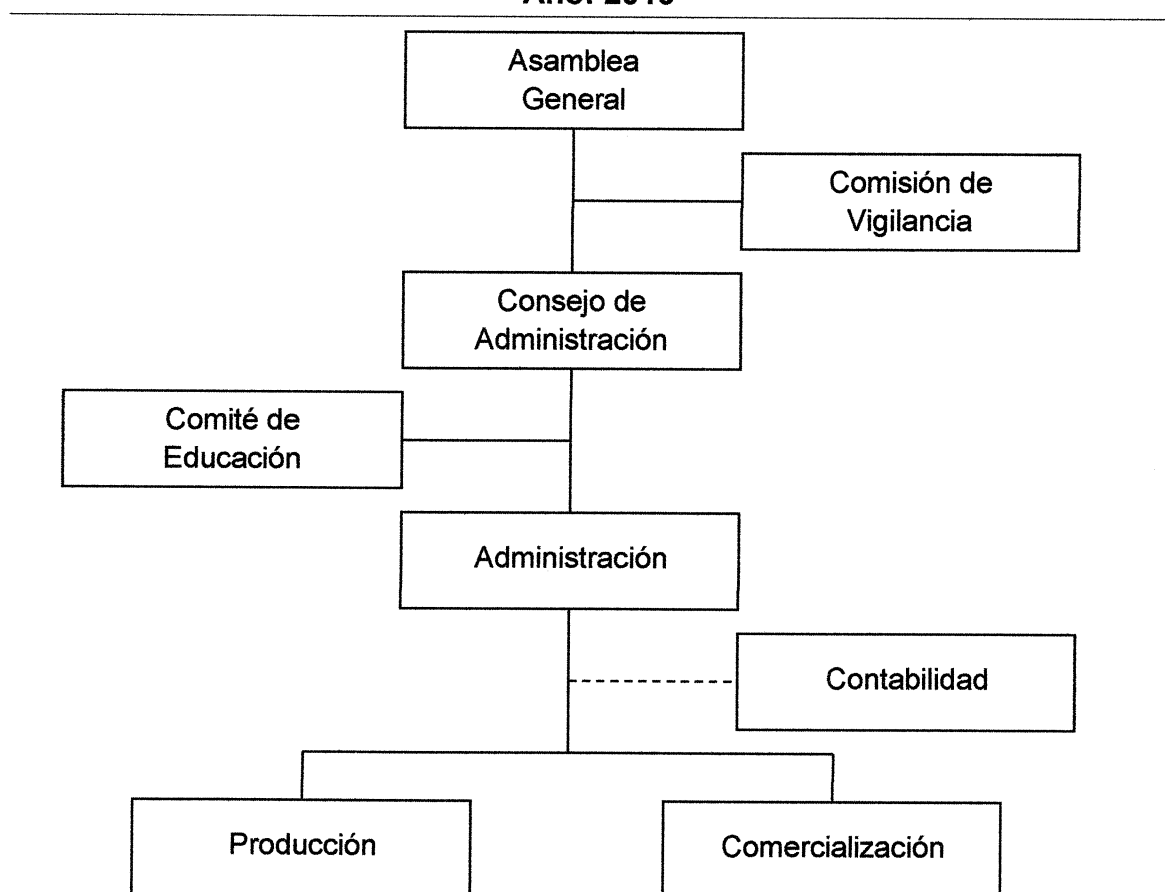 Asamblea
General
Comisión de
Vigilancia
Consejo de
Administración
Comité de
Educación
Administración
Contabilidad
Producción
Comercialización